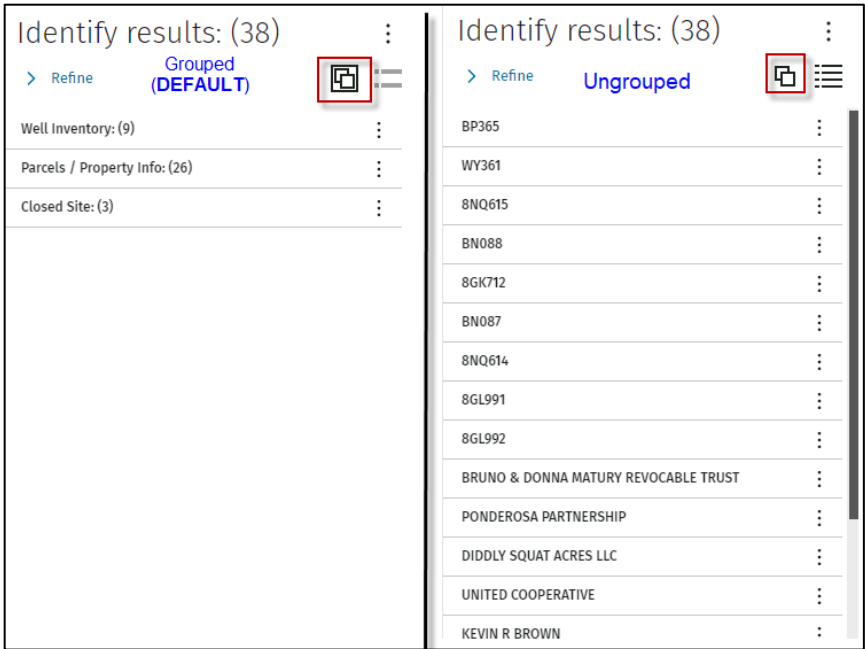 Identify results: (38)
Refine
Grouped
(DEFAULT)
Well Inventory: (9)
Parcels / Property Info: (26)
Closed Site: (3)
Identify results: (38)
Refine
Ungrouped
BP365
WY361
8NQ615
BN088
8GK712
BN087
8NQ614
8GL991
8GL992
BRUNO & DONNA MATURY REVOCABLE TRUST
PONDEROSA PARTNERSHIP
DIDDLY SQUAT ACRES LLC
UNITED COOPERATIVE
KEVIN R BROWN